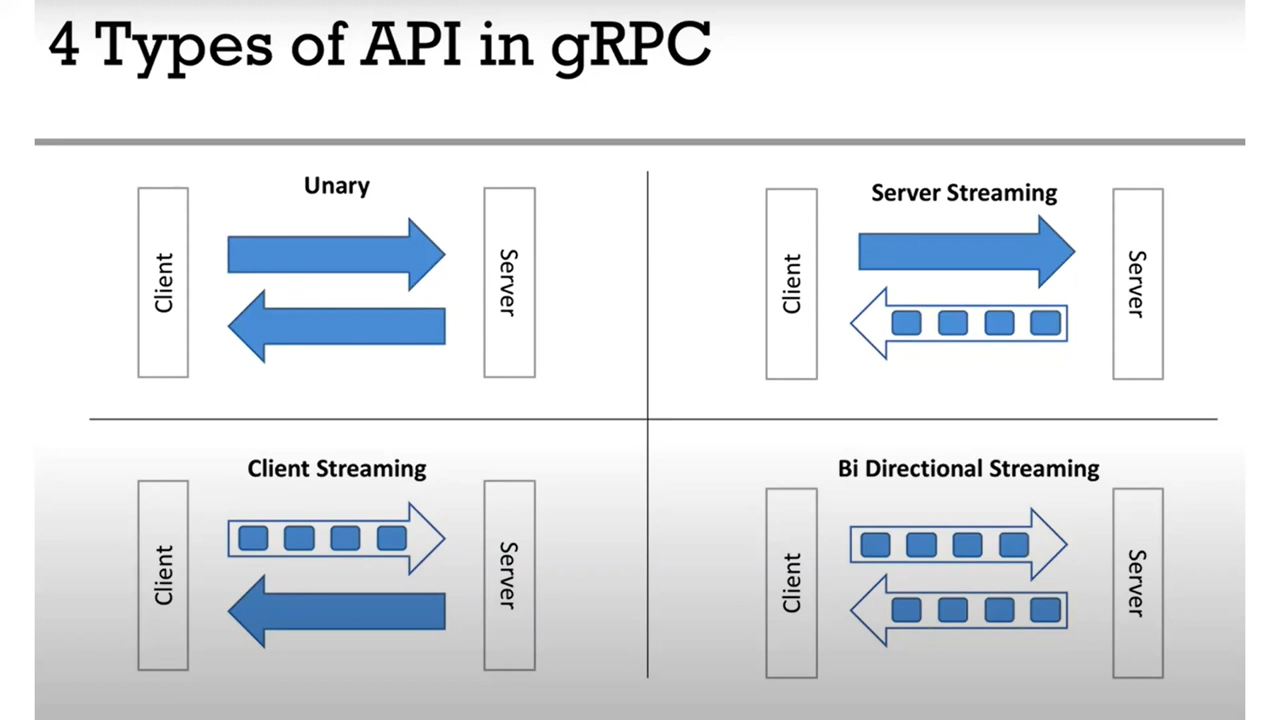 4 Types of API in gRPC
Unary
Client
Server
Server Streaming
Client
Server
Client Streaming
Client
Server
Bi Directional Streaming
Client
Server